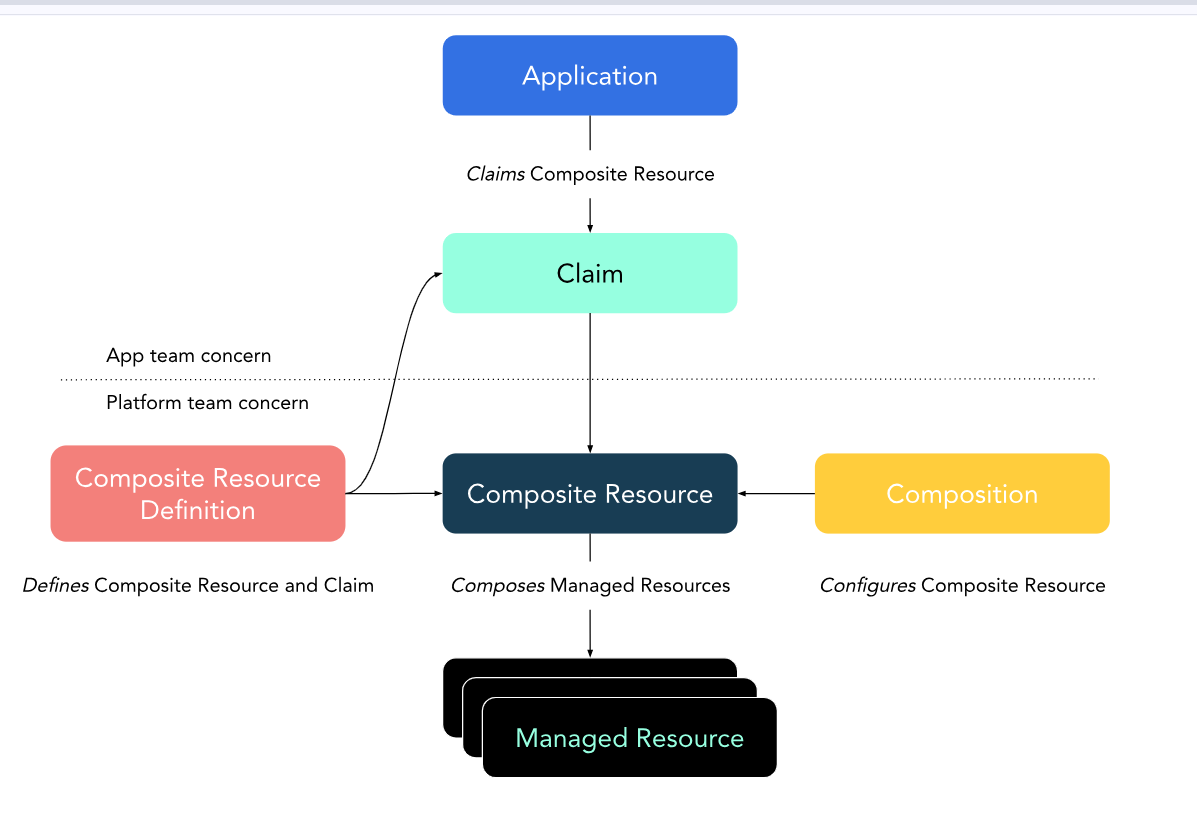 Application
Claims Composite Resource
Claim
App team concern
Platform team concern
Composite Resource
Definition
Composite Resource
Composition
Defines Composite Resource and Claim
Composes Managed Resources
Configures Composite Resource
Managed Resource